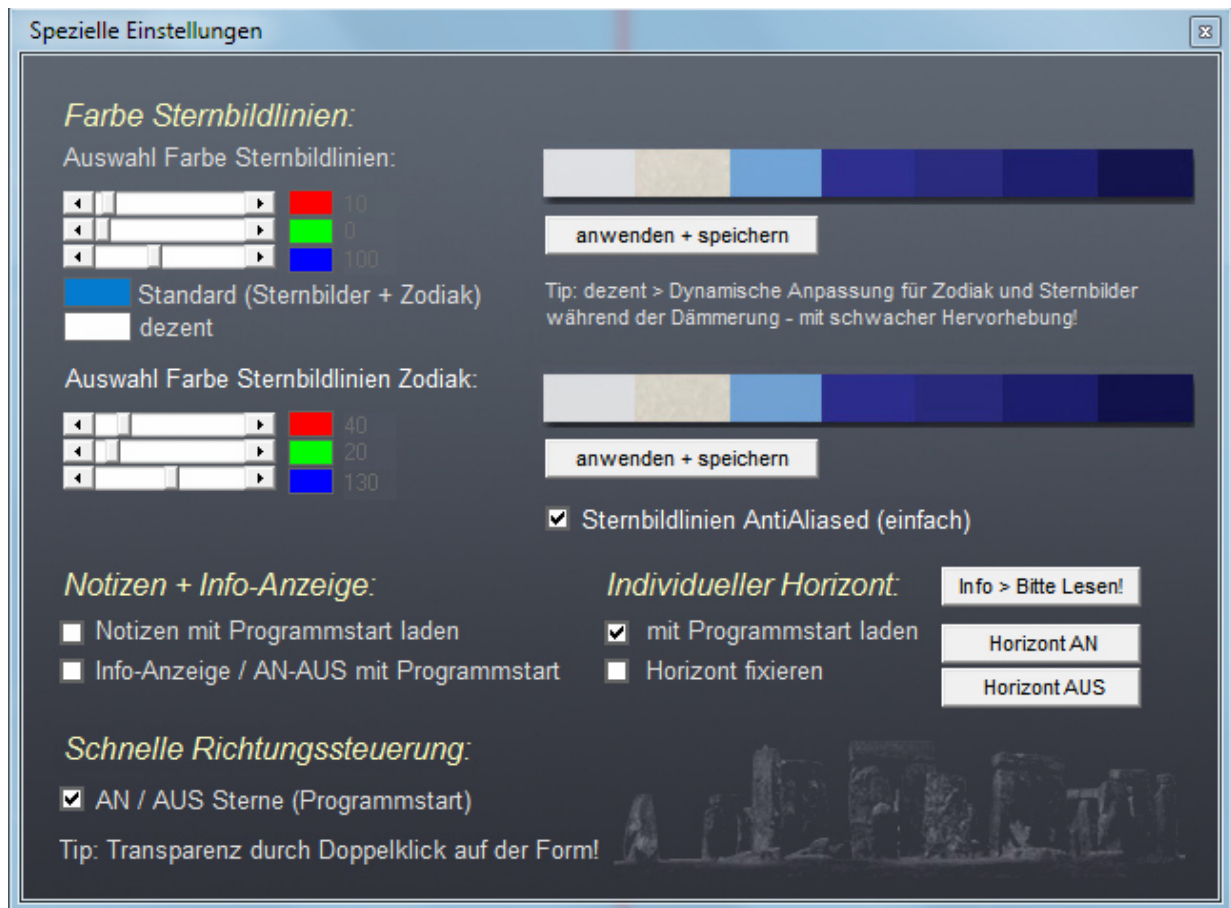 Spezielle Einstellungen
Farbe Sternbildlinien:
Auswahl Farbe Sternbildlinien:
10
0
100
Standard (Sternbilder + Zodiak)
dezent
anwenden + speichern
Tip: dezent > Dynamische Anpassung für Zodiak und Sternbilder
während der Dämmerung - mit schwacher Hervorhebung!
Auswahl Farbe Sternbildlinien Zodiak:
40
20
130
anwenden + speichern
Sternbildlinien AntiAliased (einfach)
Notizen + Info-Anzeige:
Notizen mit Programmstart laden
Info-Anzeige / AN-AUS mit Programmstart
Individueller Horizont:
mit Programmstart laden
Horizont fixieren
Info > Bitte Lesen!
Horizont AN
Horizont AUS
Schnelle Richtungssteuerung:
AN / AUS Sterne (Programmstart)
Tip: Transparenz durch Doppelklick auf der Form!